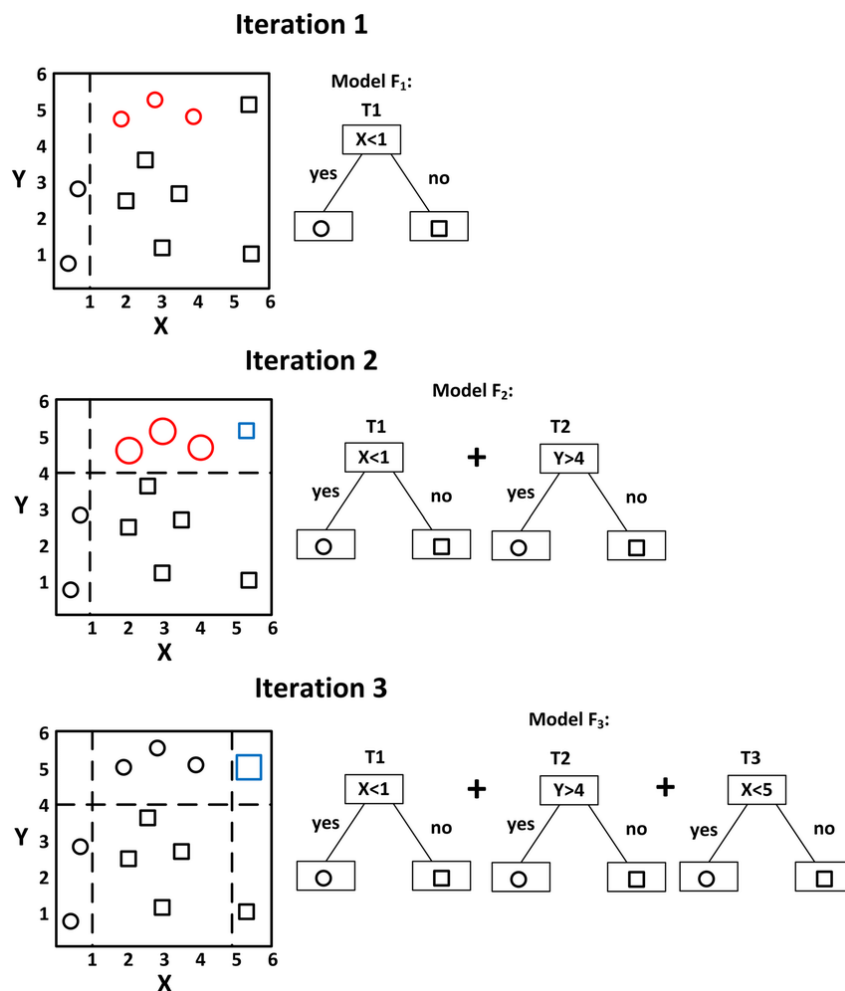 Iteration 1
Model F₁:
T1
X<1
yes
no
6
5
4
Y 3
2
1
1 2 3 4 5 6
X
Iteration 2
Model F₂:
T1 T2
X<1 + Y>4
yes no yes no
6
5
4
Y 3
2
1
1 2 3 4 5 6
X
Iteration 3
Model F₃:
T1 T2 T3
X<1 + Y>4 + X<5
yes no yes no yes no
6
5
4
Y 3
2
1
1 2 3 4 5 6
X